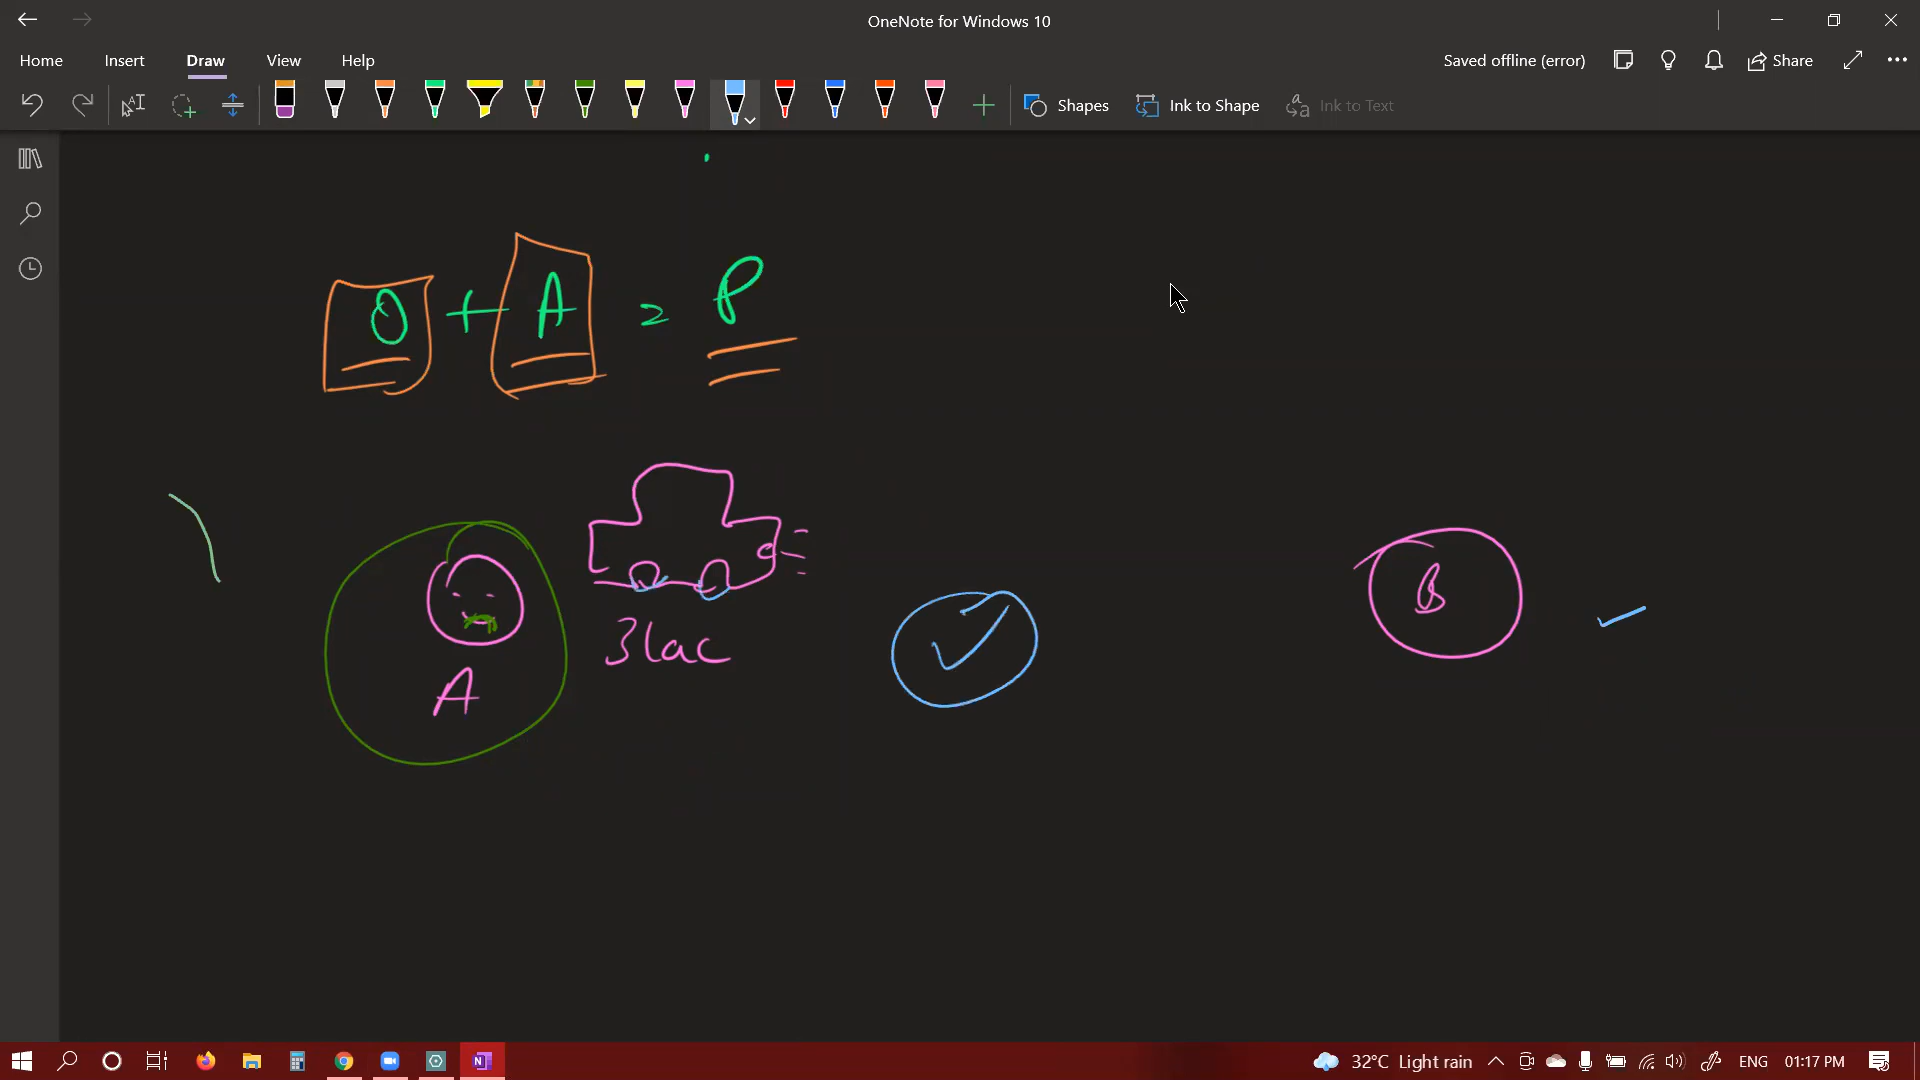 OneNote for Windows 10
Home Insert Draw View Help
Saved offline (error) Share
Shapes Ink to Shape Ink to Text
O + A = P
B
3lac
A
32°C Light rain ENG 01:17 PM